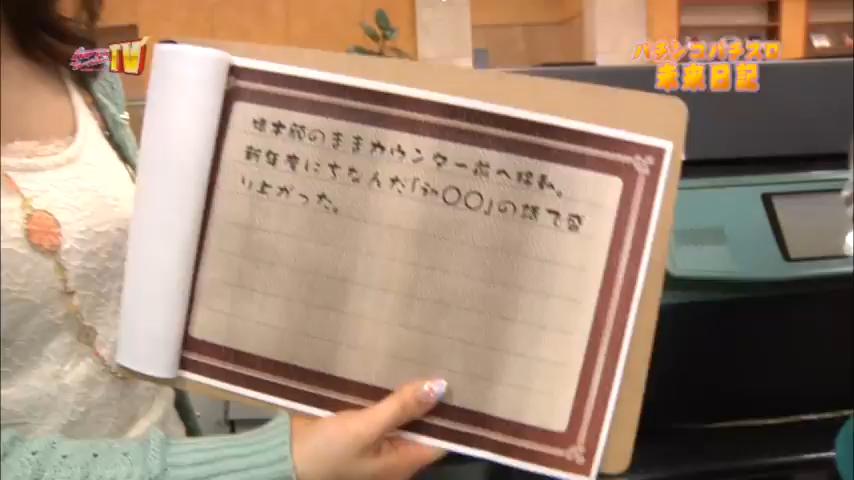 TV
パチンコパチスロ
未来日記
のままカウンター前へ移動。
新年度にちなんだ「初〇〇」の話で盛
り上がった。